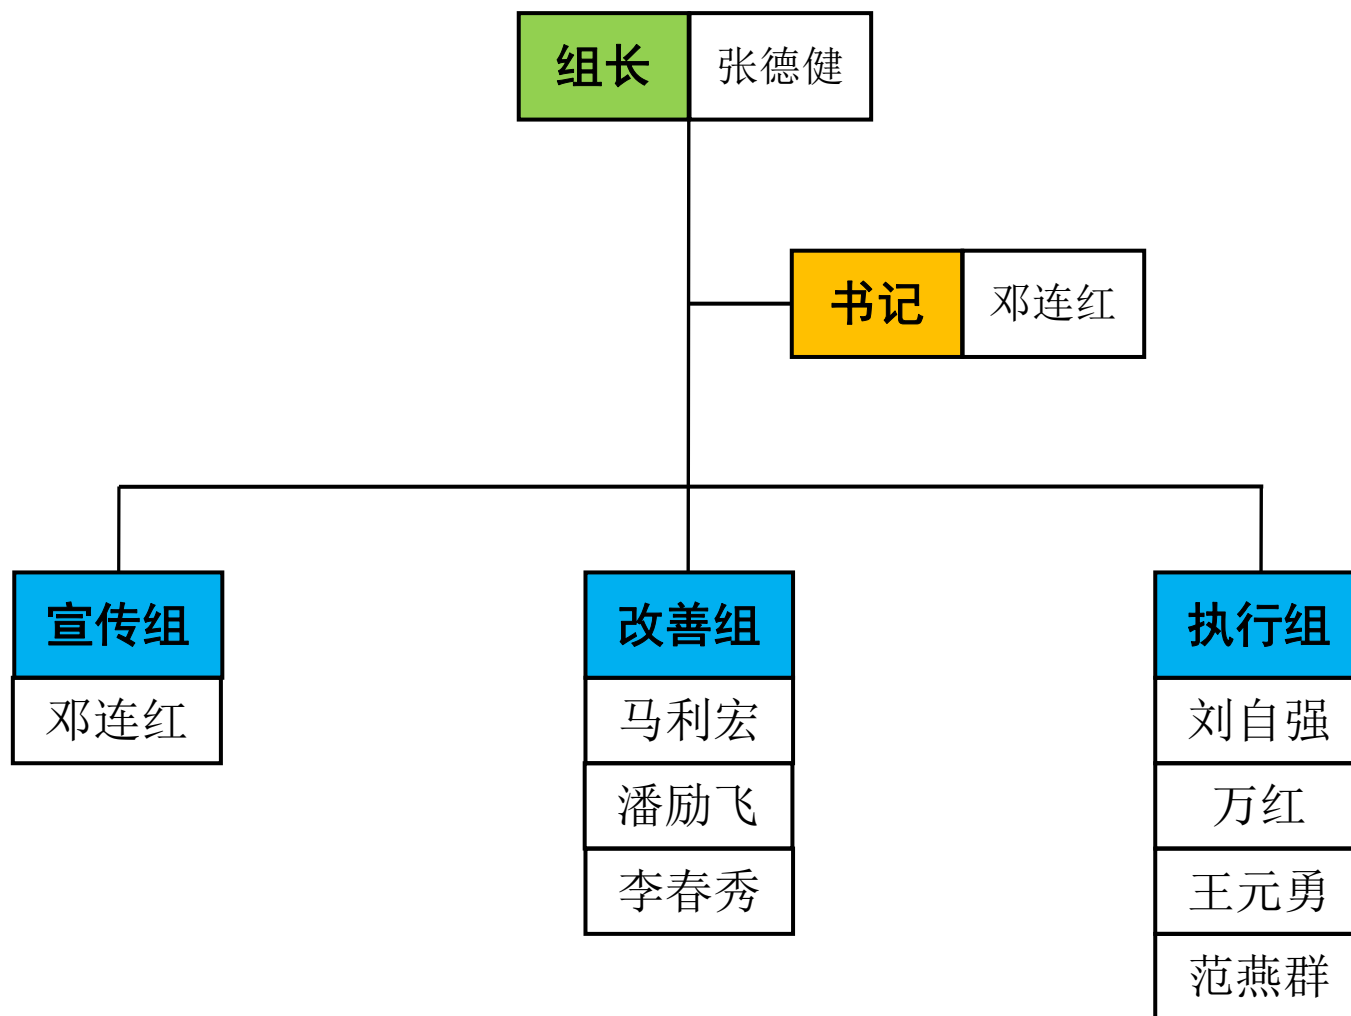 组长 张德健
书记 邓连红
宣传组 改善组 执行组
邓连红 马利宏 刘自强
潘励飞 万红
李春秀 王元勇
范燕群